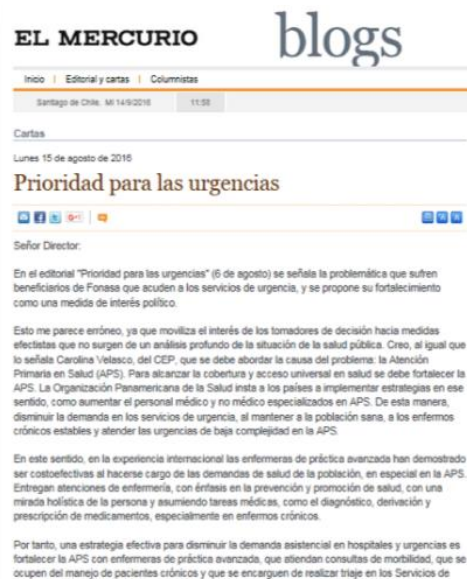 EL MERCURIO
blogs
Inicio | Editorial y cartas | Columnistas
Santiago de Chile, Mi 14/9/2016 11:58
Cartas
Lunes 15 de agosto de 2016
Prioridad para las urgencias
Señor Director:
En el editorial "Prioridad para las urgencias" (6 de agosto) se señala la problemática que sufren
beneficiarios de Fonasa que acuden a los servicios de urgencia, y se propone su fortalecimiento
como una medida de interés político.
Esto me parece erróneo, ya que moviliza el interés de los tomadores de decisión hacia medidas
efectistas que no surgen de un análisis profundo de la situación de la salud pública. Creo, al igual que
lo señala Carolina Velasco, del CEP, que se debe abordar la causa del problema: la Atención
Primaria en Salud (APS). Para alcanzar la cobertura y acceso universal en salud se debe fortalecer la
APS. La Organización Panamericana de la Salud insta a los países a implementar estrategias en ese
sentido, como aumentar el personal médico y no médico especializados en APS. De esta manera,
disminuir la demanda en los servicios de urgencia, al mantener a la población sana, a los enfermos
crónicos estables y atender las urgencias de baja complejidad en la APS.
En este sentido, en la experiencia internacional las enfermeras de práctica avanzada han demostrado
ser costoefectivas al hacerse cargo de las demandas de salud de la población, en especial en la APS.
Entregan atenciones de enfermería, con énfasis en la prevención y promoción de salud, con una
mirada holística de la persona y asumiendo tareas médicas, como el diagnóstico, derivación y
prescripción de medicamentos, especialmente en enfermos crónicos.
Por tanto, una estrategia efectiva para disminuir la demanda asistencial en hospitales y urgencias es
fortalecer la APS con enfermeras de práctica avanzada, que atiendan consultas de morbilidad, que se
ocupen del manejo de pacientes crónicos y que se encarguen de realizar triaje en los Servicios de